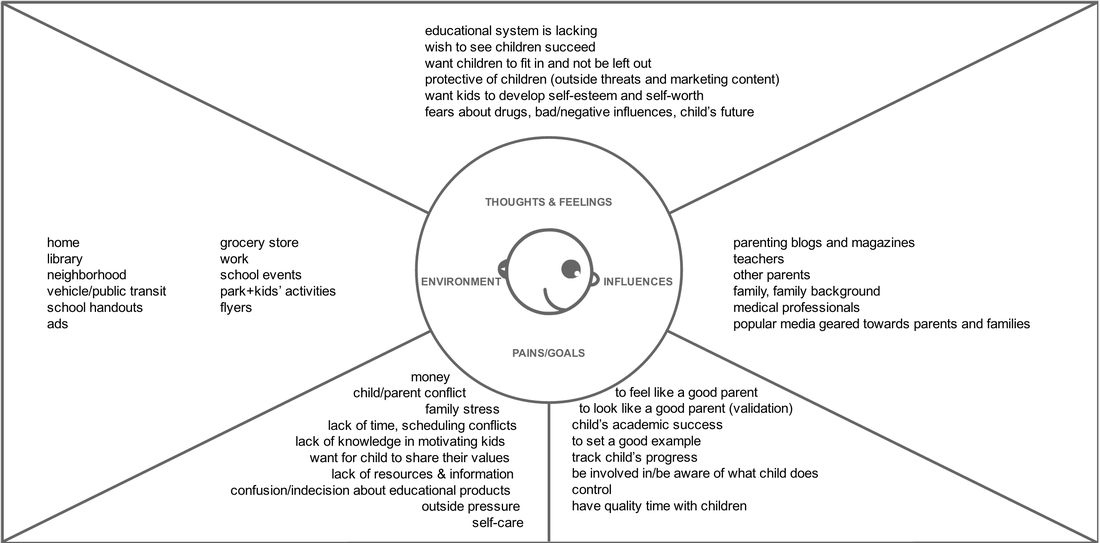 educational system is lacking
wish to see children succeed
want children to fit in and not be left out
protective of children (outside threats and marketing content)
want kids to develop self-esteem and self-worth
fears about drugs, bad/negative influences, child's future
THOUGHTS & FEELINGS
home
library
neighborhood
vehicle/public transit
school handouts
ads
grocery store
work
school events
park+kids' activities
flyers
ENVIRONMENT
INFLUENCES
parenting blogs and magazines
teachers
other parents
family, family background
medical professionals
popular media geared towards parents and families
PAINS/GOALS
money
child/parent conflict
family stress
lack of time, scheduling conflicts
lack of knowledge in motivating kids
want for child to share their values
lack of resources & information
confusion/indecision about educational products
outside pressure
self-care
to feel like a good parent
to look like a good parent (validation)
child's academic success
to set a good example
track child's progress
be involved in/be aware of what child does
control
have quality time with children